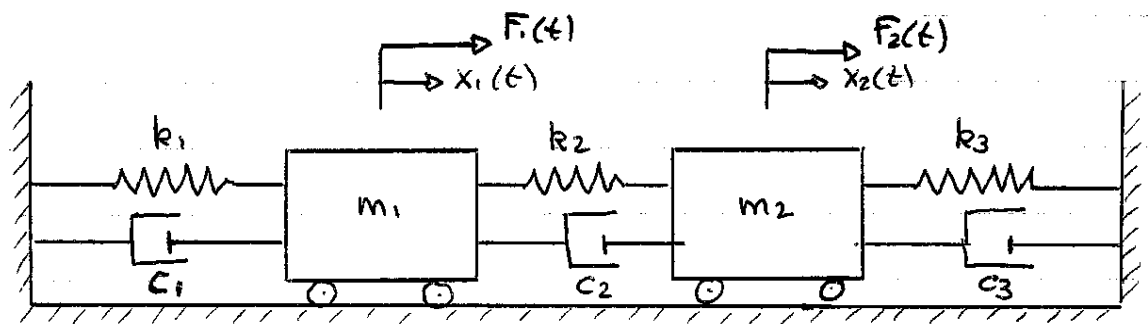 F₁(t) F₂(t)
x₁(t) x₂(t)
k₁ k₂ k₃
m₁ m₂
c₁ c₂ c₃